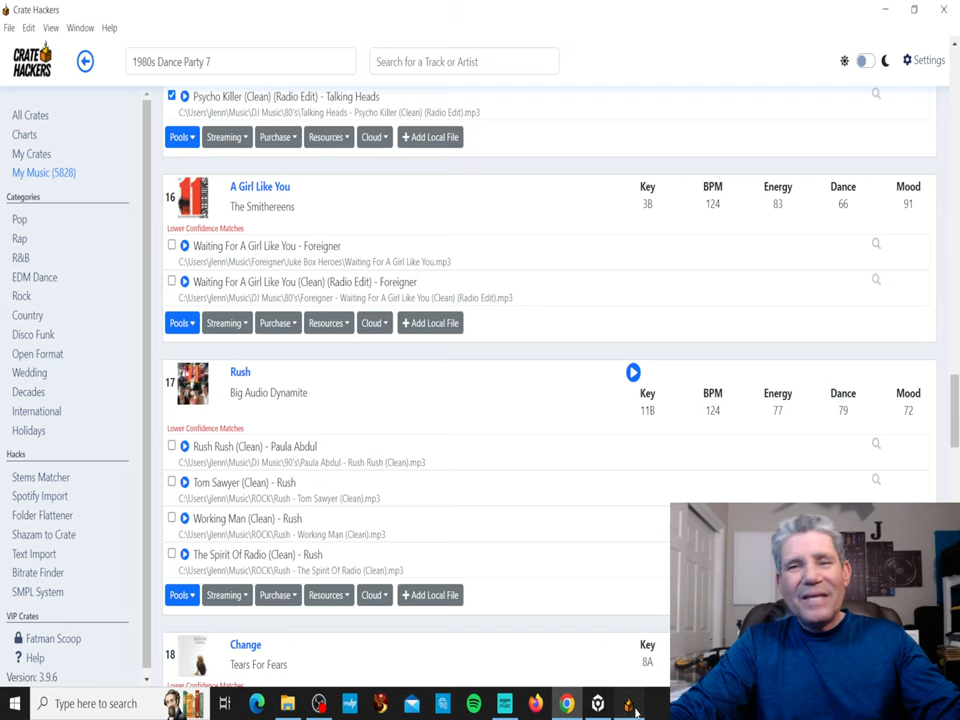 Crate Hackers
File Edit View Window Help
CRATE HACKERS
1980s Dance Party 7
Search for a Track or Artist
Settings
All Crates
Charts
My Crates
My Music (5828)
Categories
Pop
Rap
R&B
EDM Dance
Rock
Country
Disco Funk
Open Format
Wedding
Decades
International
Holidays
Hacks
Stems Matcher
Spotify Import
Folder Flattener
Shazam to Crate
Text Import
Bitrate Finder
SMPL System
VIP Crates
Fatman Scoop
Help
Version: 3.9.6
Psycho Killer (Clean) (Radio Edit) - Talking Heads
C:\Users\jlenn\Music\DJ Music\80's\Talking Heads - Psycho Killer (Clean) (Radio Edit).mp3
Pools Streaming Purchase Resources Cloud + Add Local File
16 A Girl Like You Key BPM Energy Dance Mood
The Smithereens 3B 124 83 66 91
Lower Confidence Matches
Waiting For A Girl Like You - Foreigner
C:\Users\jlenn\Music\Foreigner\Juke Box Heroes\Waiting For A Girl Like You.mp3
Waiting For A Girl Like You (Clean) (Radio Edit) - Foreigner
C:\Users\jlenn\Music\DJ Music\80's\Foreigner - Waiting For A Girl Like You (Clean) (Radio Edit).mp3
Pools Streaming Purchase Resources Cloud + Add Local File
17 Rush
Big Audio Dynamite Key BPM Energy Dance Mood
11B 124 77 79 72
Lower Confidence Matches
Rush Rush (Clean) - Paula Abdul
C:\Users\jlenn\Music\DJ Music\90's\Paula Abdul - Rush Rush (Clean).mp3
Tom Sawyer (Clean) - Rush
C:\Users\jlenn\Music\ROCK\Rush - Tom Sawyer (Clean).mp3
Working Man (Clean) - Rush
C:\Users\jlenn\Music\ROCK\Rush - Working Man (Clean).mp3
The Spirit Of Radio (Clean) - Rush
C:\Users\jlenn\Music\ROCK\Rush - The Spirit Of Radio (Clean).mp3
Pools Streaming Purchase Resources Cloud + Add Local File
18 Change Key
Tears For Fears 8A
Lower Confidence Matches
J
Type here to search